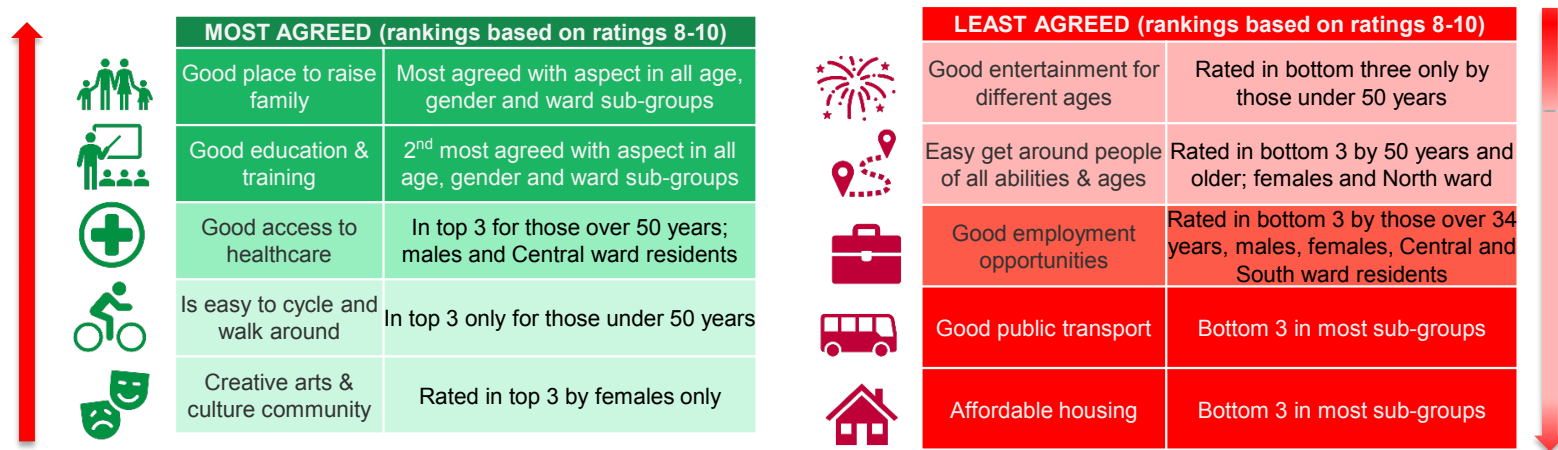 MOST AGREED (rankings based on ratings 8-10)
Good place to raise
family
Most agreed with aspect in all age,
gender and ward sub-groups
Good education &
training
2nd most agreed with aspect in all
age, gender and ward sub-groups
Good access to
healthcare
In top 3 for those over 50 years;
males and Central ward residents
Is easy to cycle and
walk around
In top 3 only for those under 50 years
Creative arts &
culture community
Rated in top 3 by females only
LEAST AGREED (rankings based on ratings 8-10)
Good entertainment for
different ages
Rated in bottom three only by
those under 50 years
Easy get around people
of all abilities & ages
Rated in bottom 3 by 50 years and
older; females and North ward
Good employment
opportunities
Rated in bottom 3 by those over 34
years, males, females, Central and
South ward residents
Good public transport
Bottom 3 in most sub-groups
Affordable housing
Bottom 3 in most sub-groups